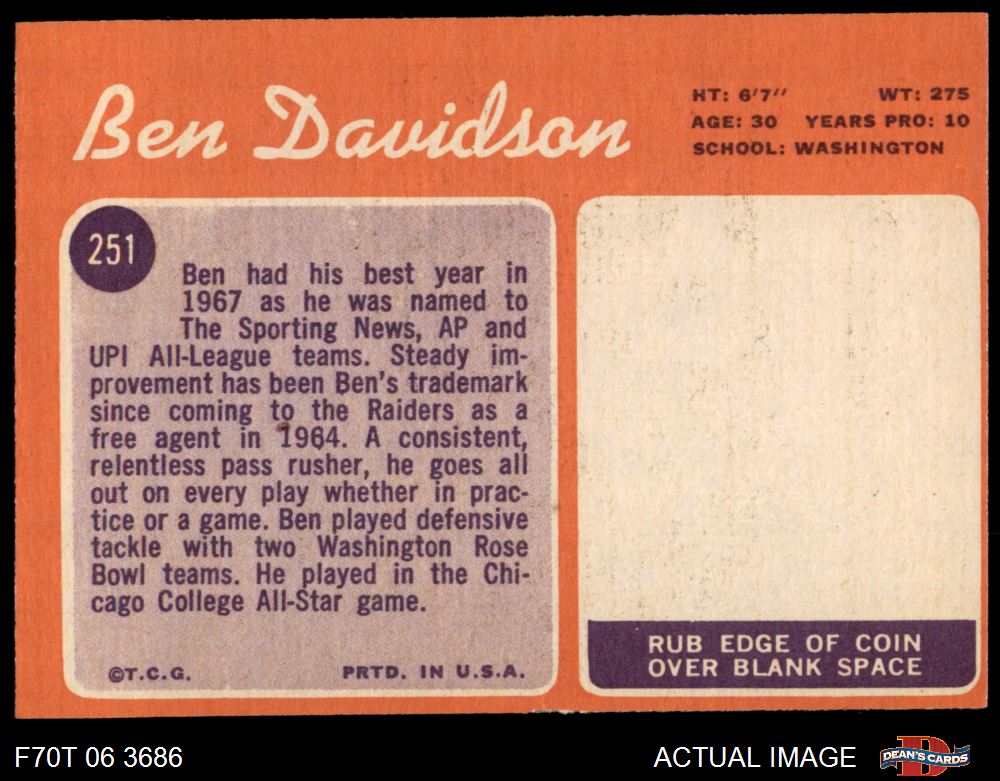 Ben Davidson
HT: 6'7" WT: 275
AGE: 30 YEARS PRO: 10
SCHOOL: WASHINGTON
251
Ben had his best year in
1967 as he was named to
The Sporting News, AP and
UPI All-League teams. Steady im-
provement has been Ben's trademark
since coming to the Raiders as a
free agent in 1964. A consistent,
relentless pass rusher, he goes all
out on every play whether in prac-
tice or a game. Ben played defensive
tackle with two Washington Rose
Bowl teams. He played in the Chi-
cago College All-Star game.
©T.C.G. PRTD. IN U.S.A.
RUB EDGE OF COIN
OVER BLANK SPACE
F70T 06 3686
ACTUAL IMAGE
DEAN'S CARDS